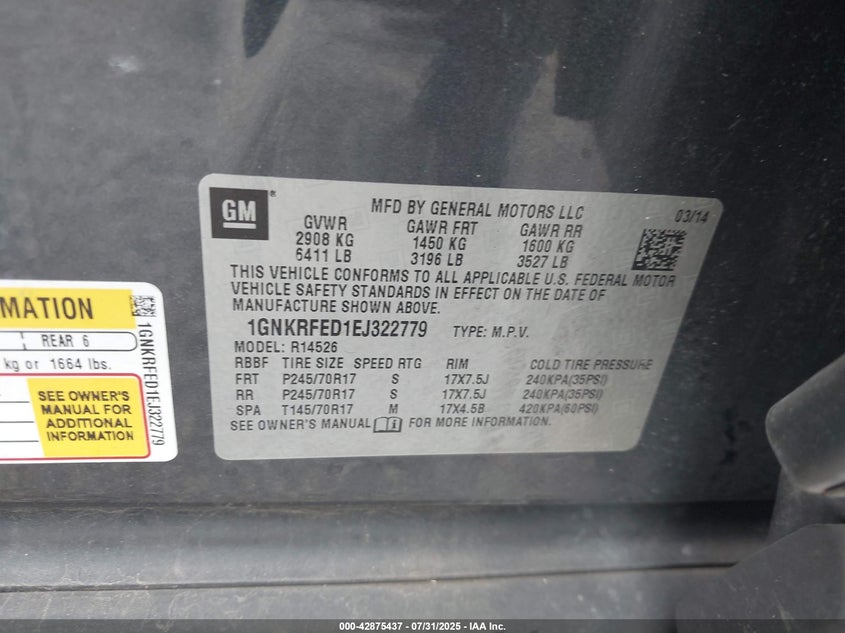 GM
®
MFD BY GENERAL MOTORS LLC
03/14
GVWR GAWR FRT GAWR RR
2908 KG 1450 KG 1600 KG
6411 LB 3196 LB 3527 LB
THIS VEHICLE CONFORMS TO ALL APPLICABLE U.S. FEDERAL MOTOR
VEHICLE SAFETY STANDARDS IN EFFECT ON THE DATE OF
MANUFACTURE SHOWN ABOVE.
1GNKRFED1EJ322779 TYPE: M.P.V.
MODEL: R14526
RBBF TIRE SIZE SPEED RTG RIM COLD TIRE PRESSURE
FRT P245/70R17 S 17X7.5J 240KPA(35PSI)
RR P245/70R17 S 17X7.5J 240KPA(35PSI)
SPA T145/70R17 M 17X4.5B 420KPA(60PSI)
SEE OWNER'S MANUAL i FOR MORE INFORMATION.
MATION
REAR 6
kg or 1664 lbs.
SEE OWNER'S
MANUAL FOR
ADDITIONAL
INFORMATION
1GNKRFED1EJ322779
000-42875437 - 07/31/2025 - IAA Inc.